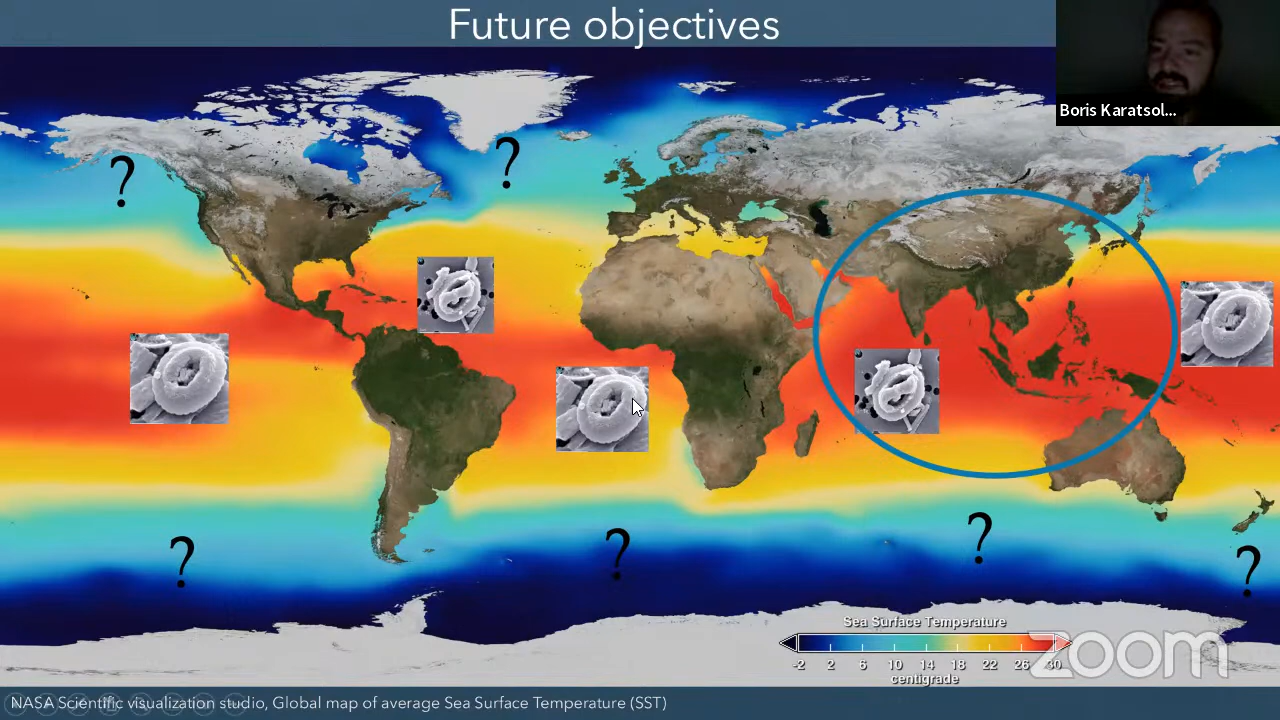 Future objectives
Boris Karatsol...
?
?
?
?
?
?
Sea Surface Temperature
-2 2 6 10 14 18 22 26 30
centigrade
zoom
NASA Scientific visualization studio, Global map of average Sea Surface Temperature (SST)